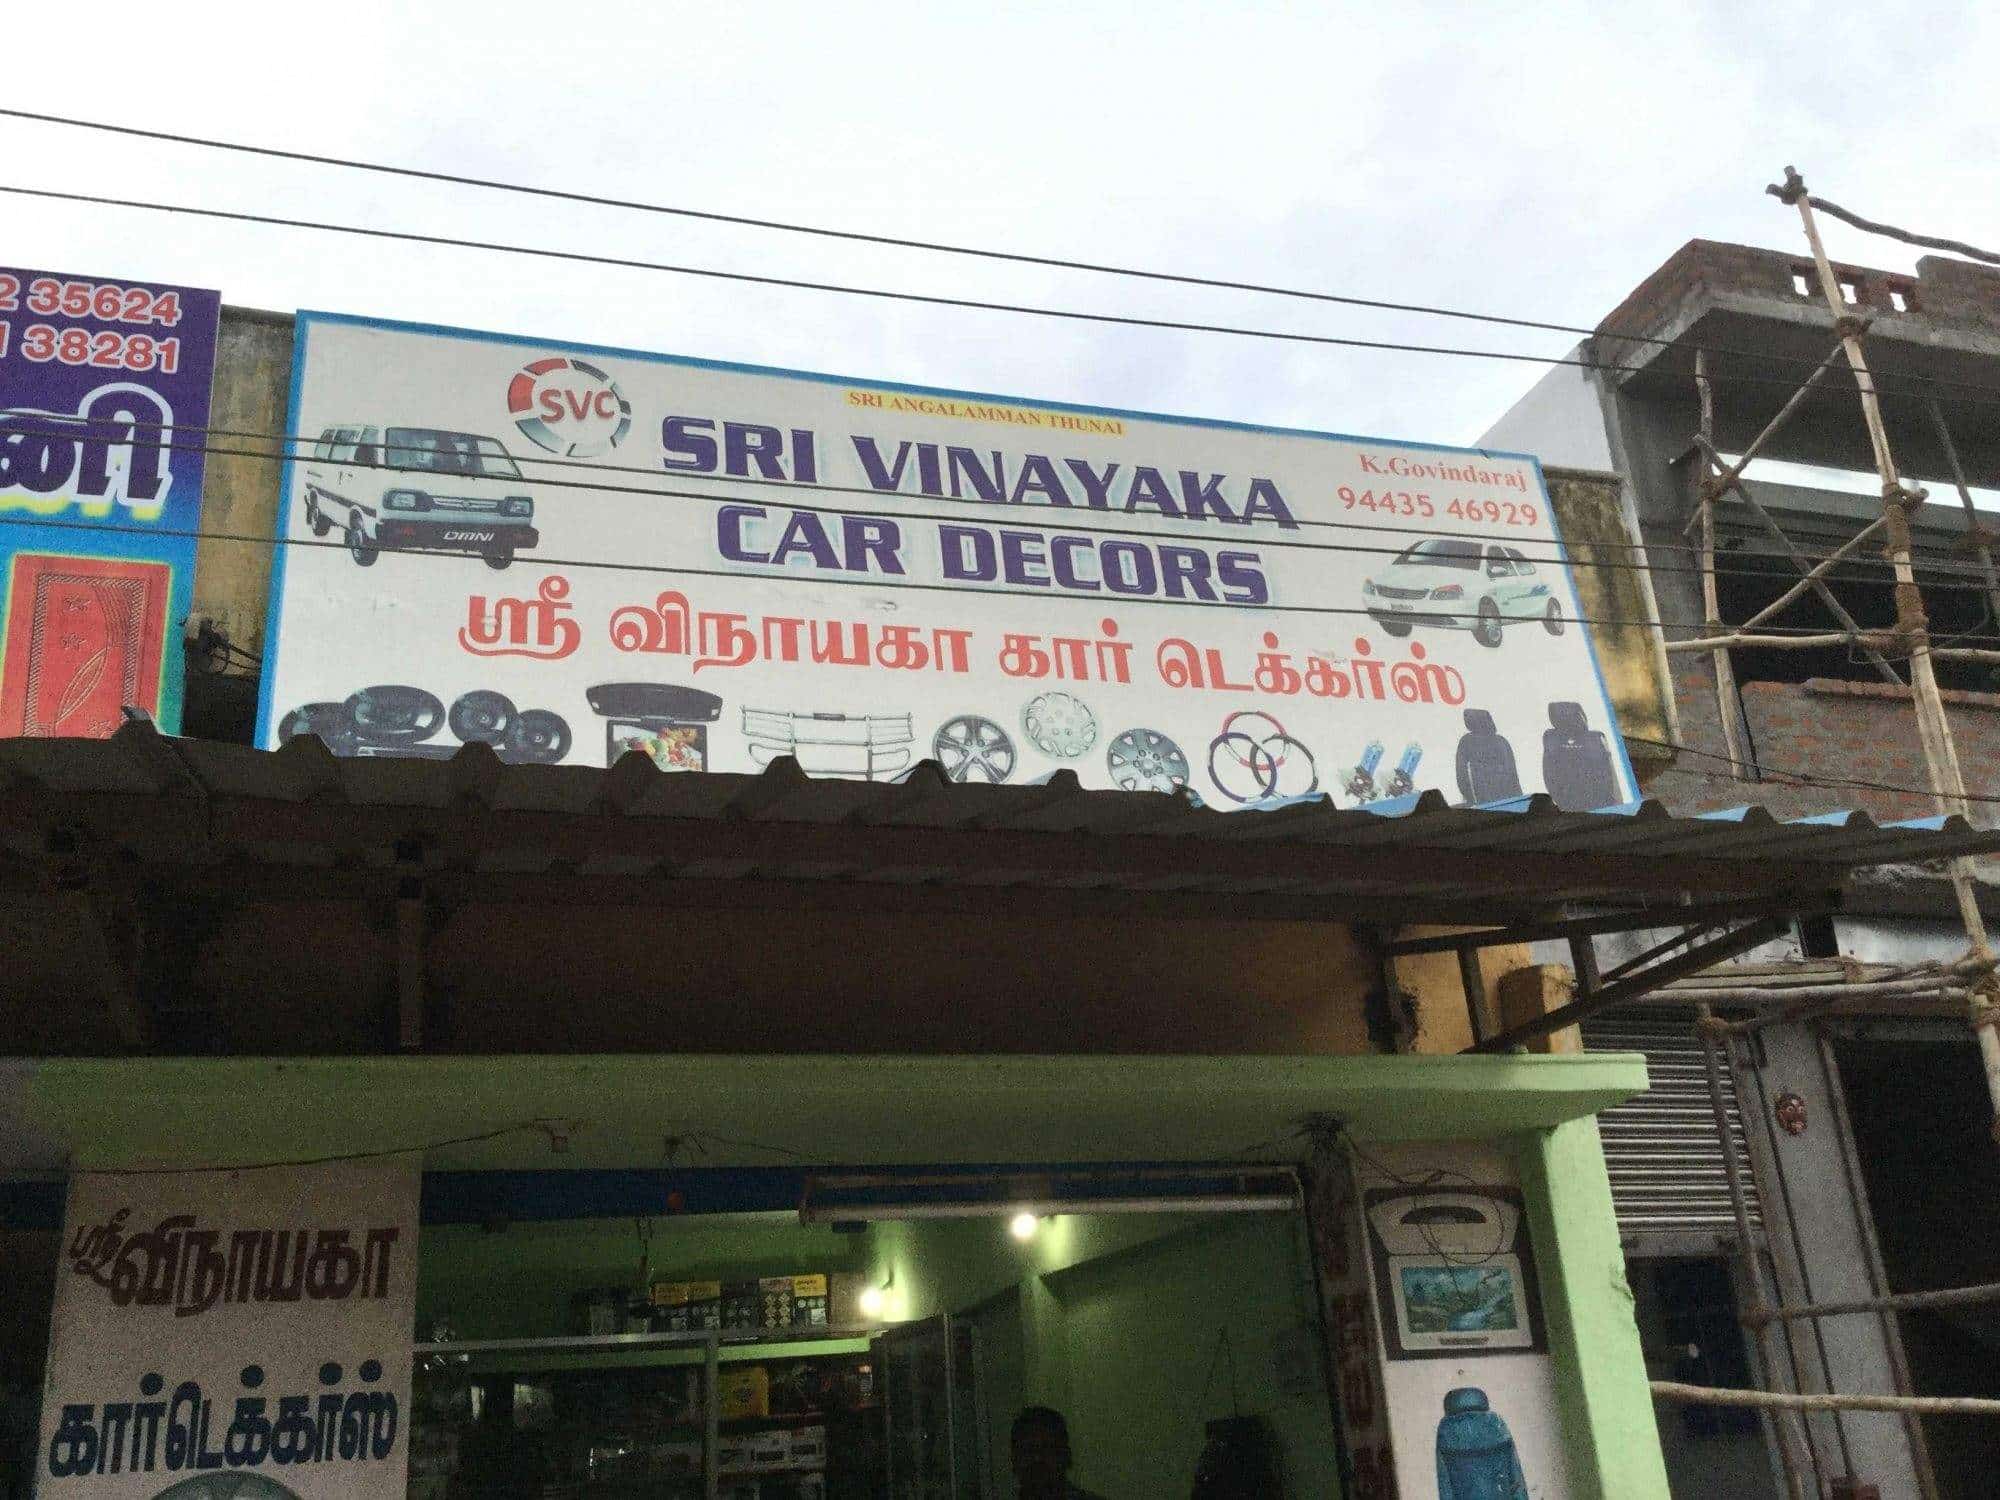 2 35624
1 38281
னி
SRI ANGALAMMAN THUNAI
SVC
SRI VINAYAKA
CAR DECORS
K.Govindaraj
94435 46929
OMNI
ஸ்ரீ விநாயகா கார் டெக்கர்ஸ்
ஸ்ரீ விநாயகா
கார்டெக்கர்ஸ்